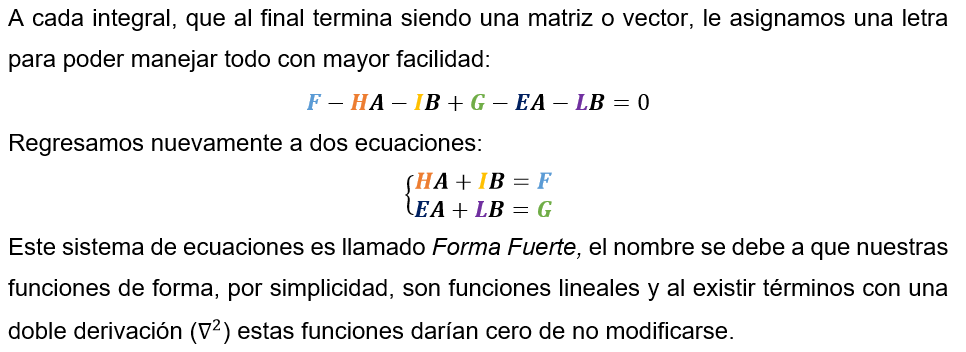 A cada integral, que al final termina siendo una matriz o vector, le asignamos una letra
para poder manejar todo con mayor facilidad:
F − HA − IB + G − EA − LB = 0
Regresamos nuevamente a dos ecuaciones:
{HA + IB = F
EA + LB = G
Este sistema de ecuaciones es llamado Forma Fuerte, el nombre se debe a que nuestras
funciones de forma, por simplicidad, son funciones lineales y al existir términos con una
doble derivación (∇²) estas funciones darían cero de no modificarse.